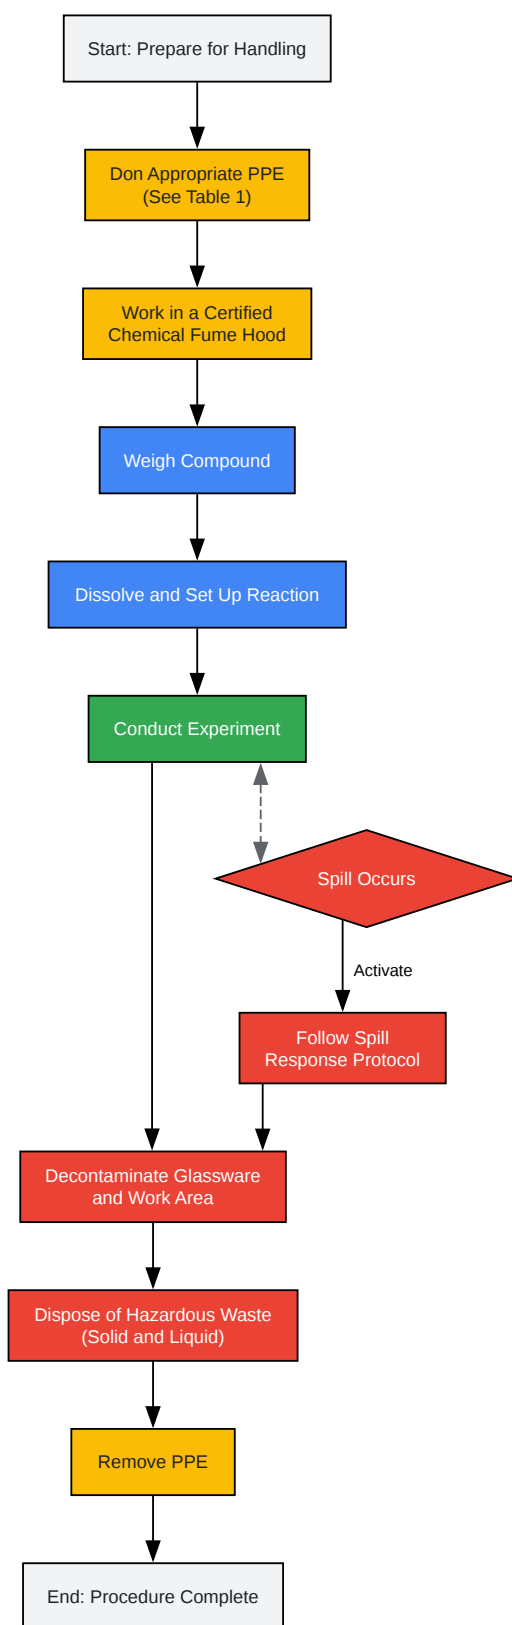 Start: Prepare for Handling
Don Appropriate PPE
(See Table 1)
Work in a Certified
Chemical Fume Hood
Weigh Compound
Dissolve and Set Up Reaction
Conduct Experiment
Spill Occurs
Activate
Follow Spill
Response Protocol
Decontaminate Glassware
and Work Area
Dispose of Hazardous Waste
(Solid and Liquid)
Remove PPE
End: Procedure Complete